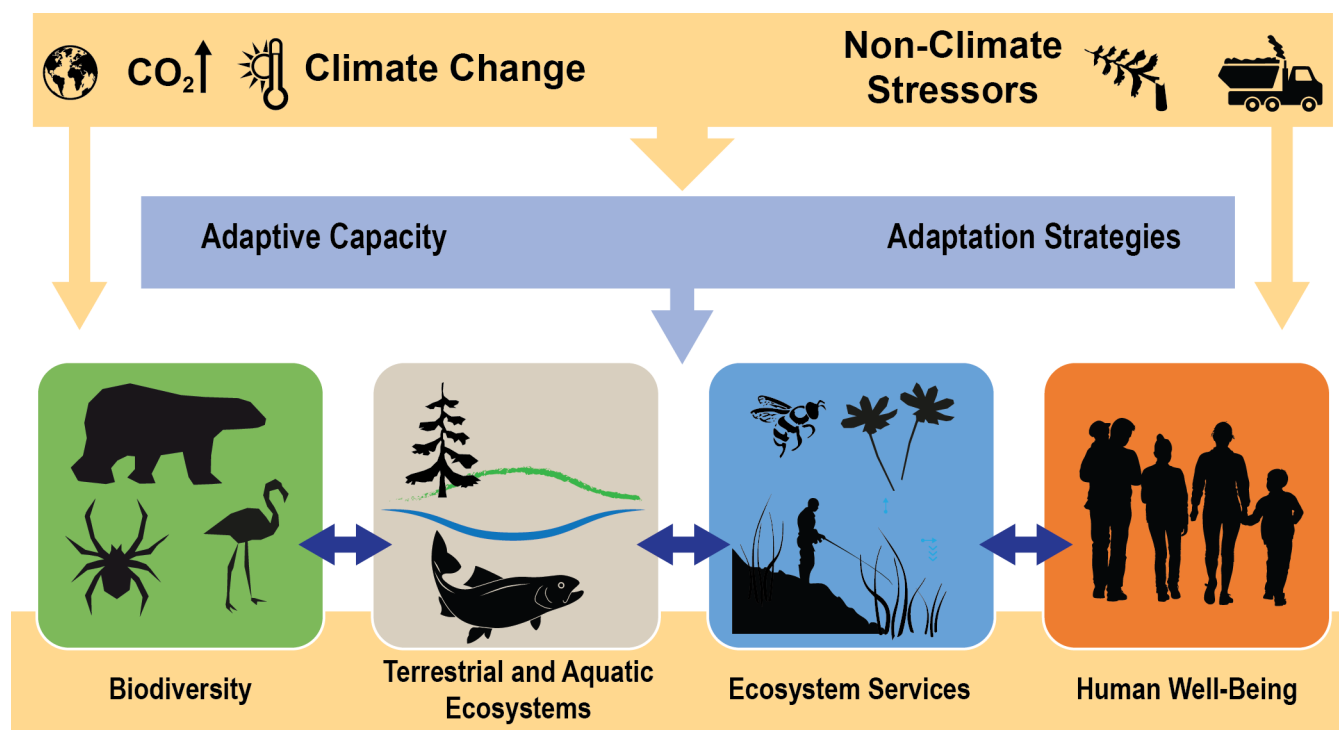 CO₂
Climate Change
Non-Climate
Stressors
Adaptive Capacity
Adaptation Strategies
Biodiversity
Terrestrial and Aquatic
Ecosystems
Ecosystem Services
Human Well-Being